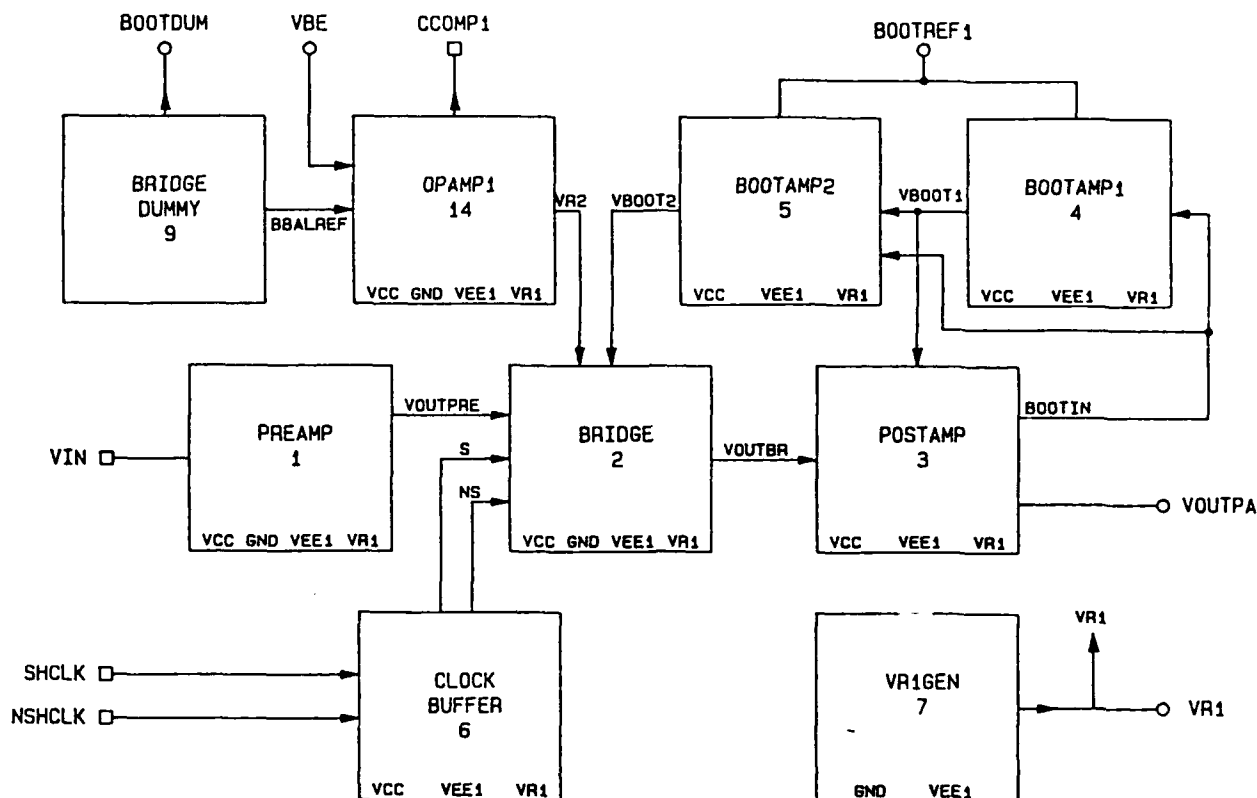 BOOTDUM
VBE
CCOMP1
BOOTREF1
BRIDGE
DUMMY
9
BBALREF
OPAMP1
14
VCC GND VEE1 VR1
VR2
VBOOT2
BOOTAMP2
5
VCC VEE1 VR1
VBOOT1
BOOTAMP1
4
VCC VEE1 VR1
VIN
PREAMP
1
VCC GND VEE1 VR1
VOUTPRE
S
NS
BRIDGE
2
VCC GND VEE1 VR1
VOUTBR
POSTAMP
3
VCC VEE1 VR1
BOOTIN
VOUTPA
SHCLK
NSHCLK
CLOCK
BUFFER
6
VCC VEE1 VR1
VR1GEN
7
GND VEE1
VR1
VR1